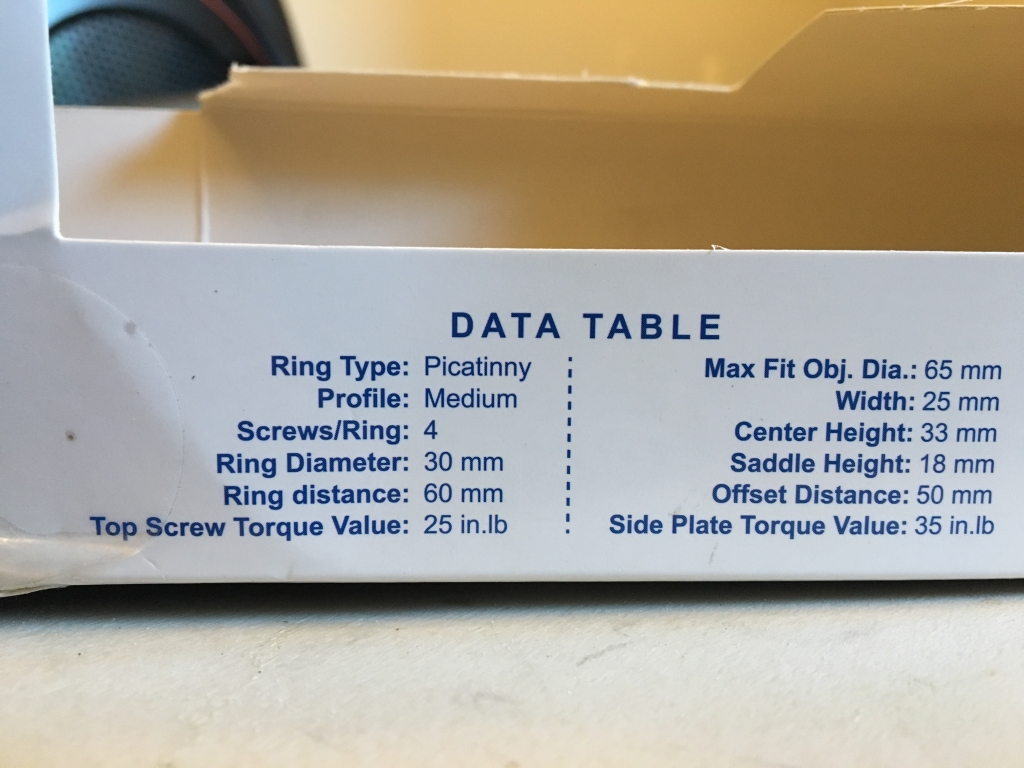 DATA TABLE
Ring Type: Picatinny
Profile: Medium
Screws/Ring: 4
Ring Diameter: 30 mm
Ring distance: 60 mm
Top Screw Torque Value: 25 in.lb
Max Fit Obj. Dia.: 65 mm
Width: 25 mm
Center Height: 33 mm
Saddle Height: 18 mm
Offset Distance: 50 mm
Side Plate Torque Value: 35 in.lb